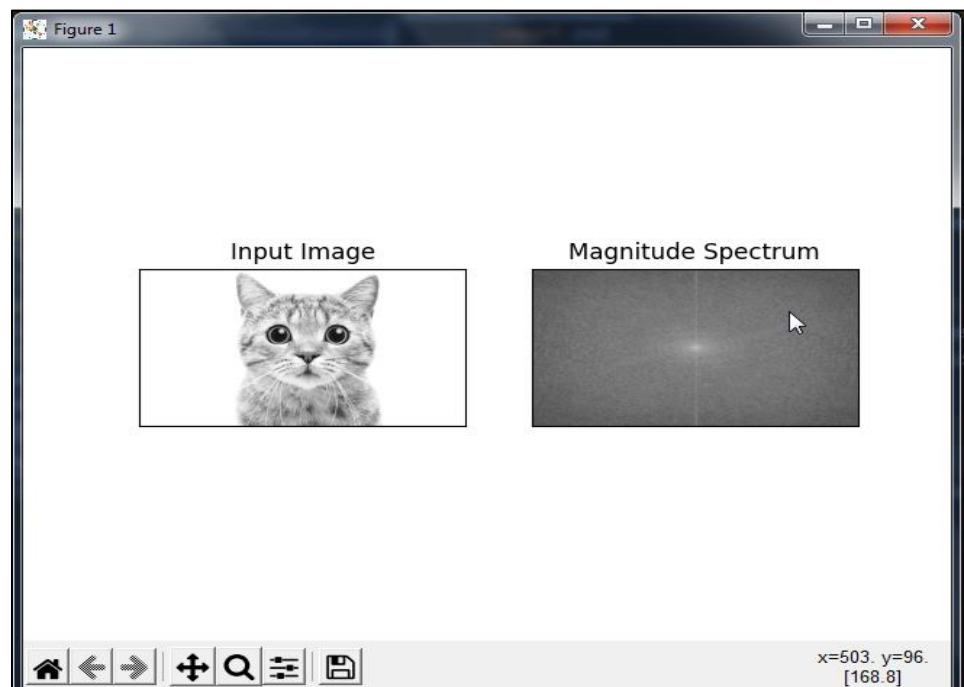 Figure 1
Input Image
Magnitude Spectrum
x=503. y=96.
[168.8]